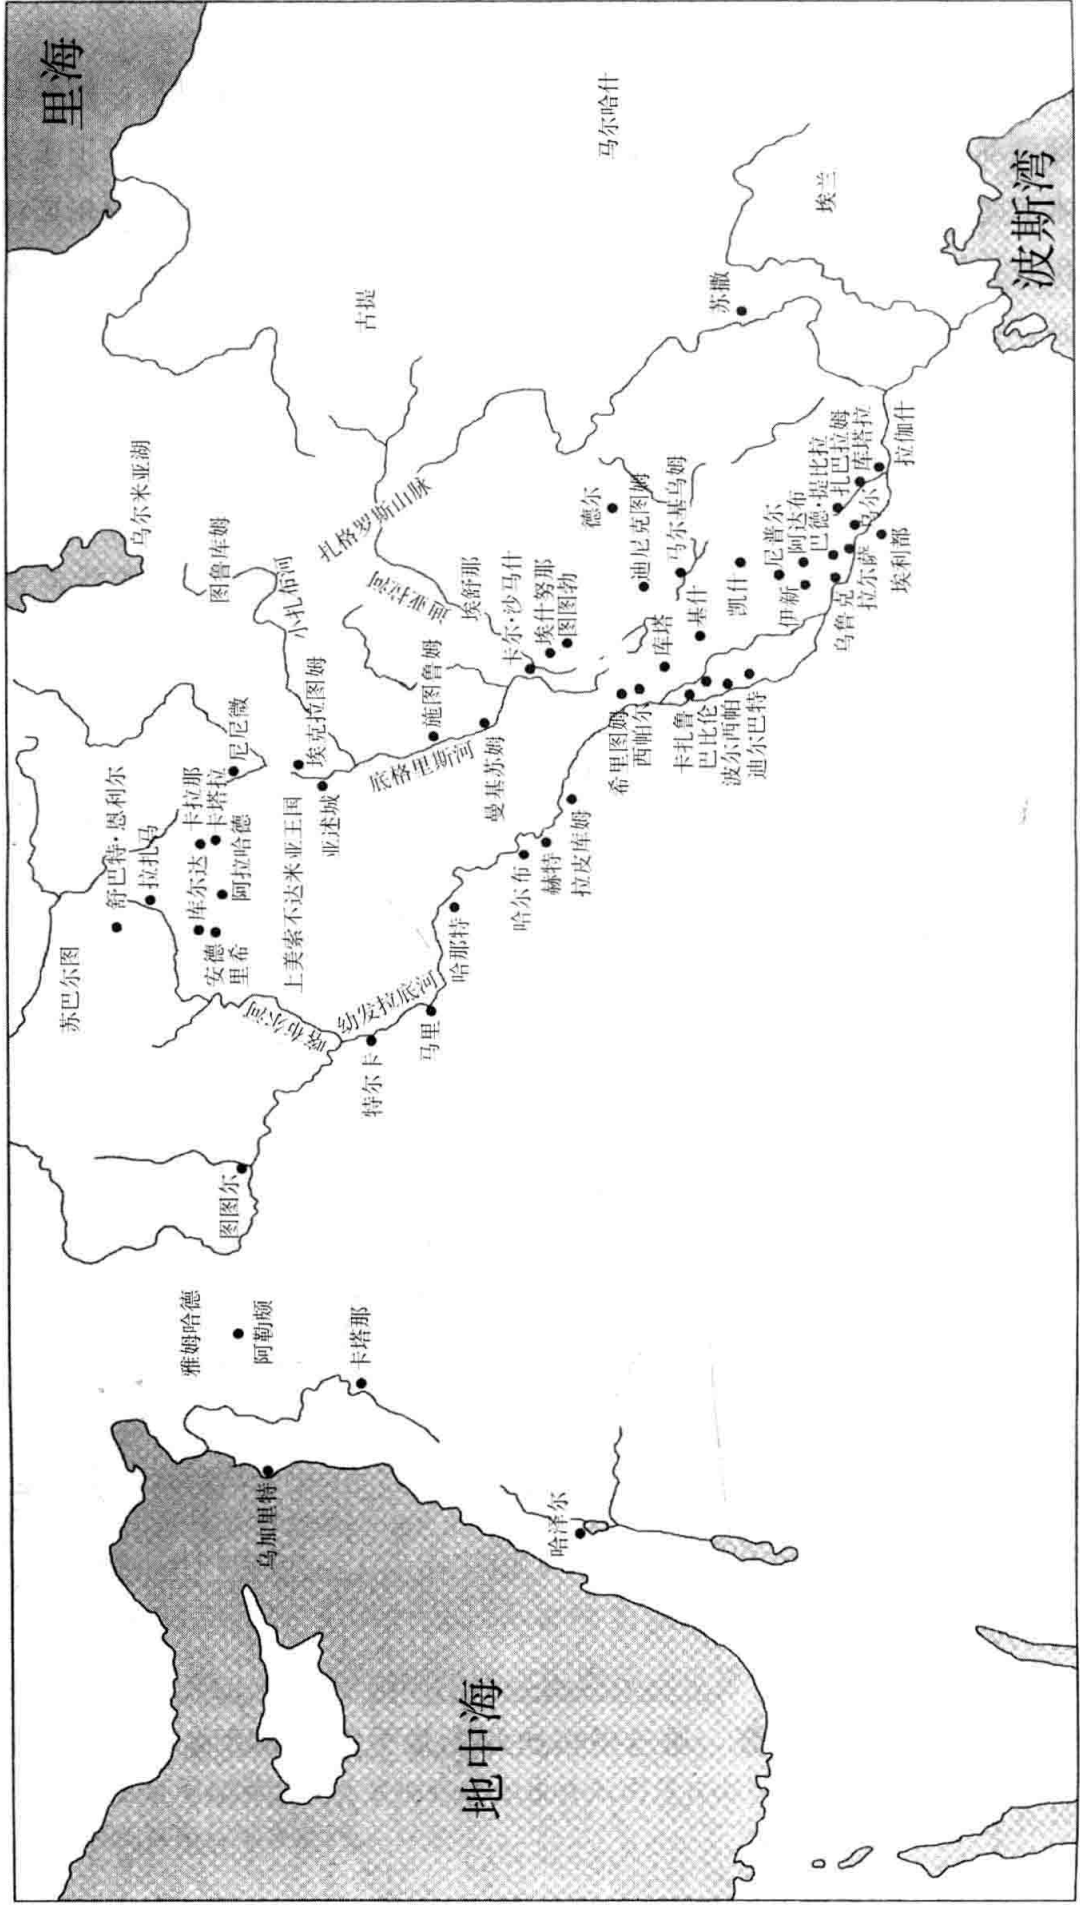 里海
乌尔米亚湖
图鲁库姆
小扎伯河
古提
扎格罗斯山脉
迪亚拉河
马尔哈什
埃兰
苏撒
波斯湾
苏巴尔图
舒巴特·恩利尔
拉扎马
卡拉那
卡塔拉
尼尼微
库尔达
阿拉哈德
安德
里希
上美索不达米亚王国
埃克拉图姆
亚述城
底格里斯河
施图鲁姆
曼基苏姆
埃舒那
卡尔·沙马什
埃什努那
图图勃
德尔
迪尼克图姆
马尔基乌姆
库塔
基什
凯什
尼普尔
阿达布
伊新
巴德·提比拉
扎巴拉姆
库塔拉
拉伽什
乌鲁克
拉尔萨
乌尔
埃利都
希里图姆
西帕尔
卡扎鲁
巴比伦
波尔西帕
迪尔巴特
拉皮库姆
赫特
哈尔布
哈那特
幼发拉底河
喀布尔河
马里
特尔卡
图图尔
雅姆哈德
阿勒颇
卡塔那
乌加里特
哈泽尔
地中海